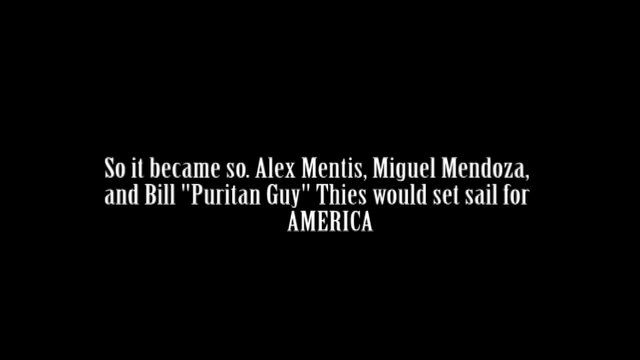 So it became so. Alex Mentis, Miguel Mendoza,
and Bill "Puritan Guy" Thies would set sail for
AMERICA